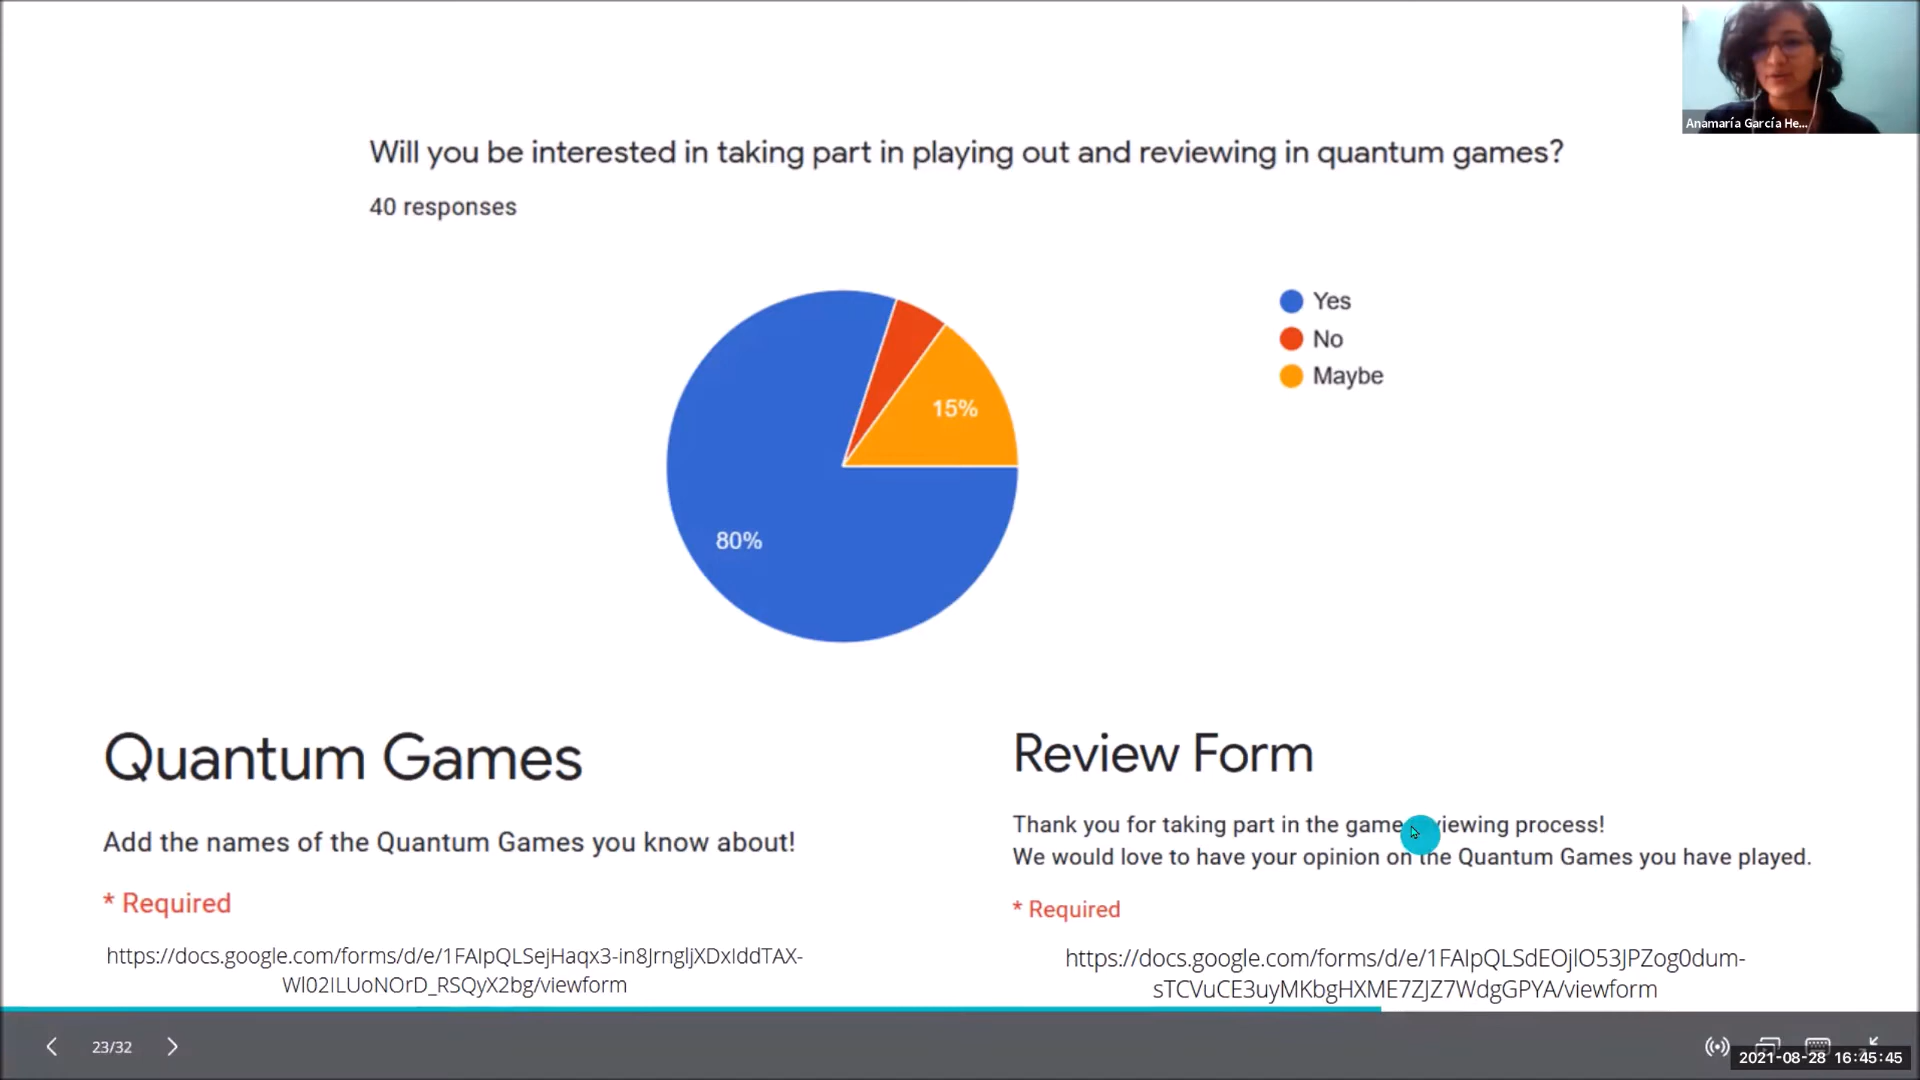 Anamaría García He...
Will you be interested in taking part in playing out and reviewing in quantum games?
40 responses
Yes
No
Maybe
15%
80%
Quantum Games
Add the names of the Quantum Games you know about!
* Required
https://docs.google.com/forms/d/e/1FAIpQLSejHaqx3-in8JrngljXDxIddTAX-
Wl02ILUoNOrD_RSQyX2bg/viewform
Review Form
Thank you for taking part in the game viewing process!
We would love to have your opinion on the Quantum Games you have played.
* Required
https://docs.google.com/forms/d/e/1FAIpQLSdEOjlO53JPZog0dum-
sTCVuCE3uyMKbgHXME7ZJZ7WdgGPYA/viewform
23/32
2021-08-28 16:45:45